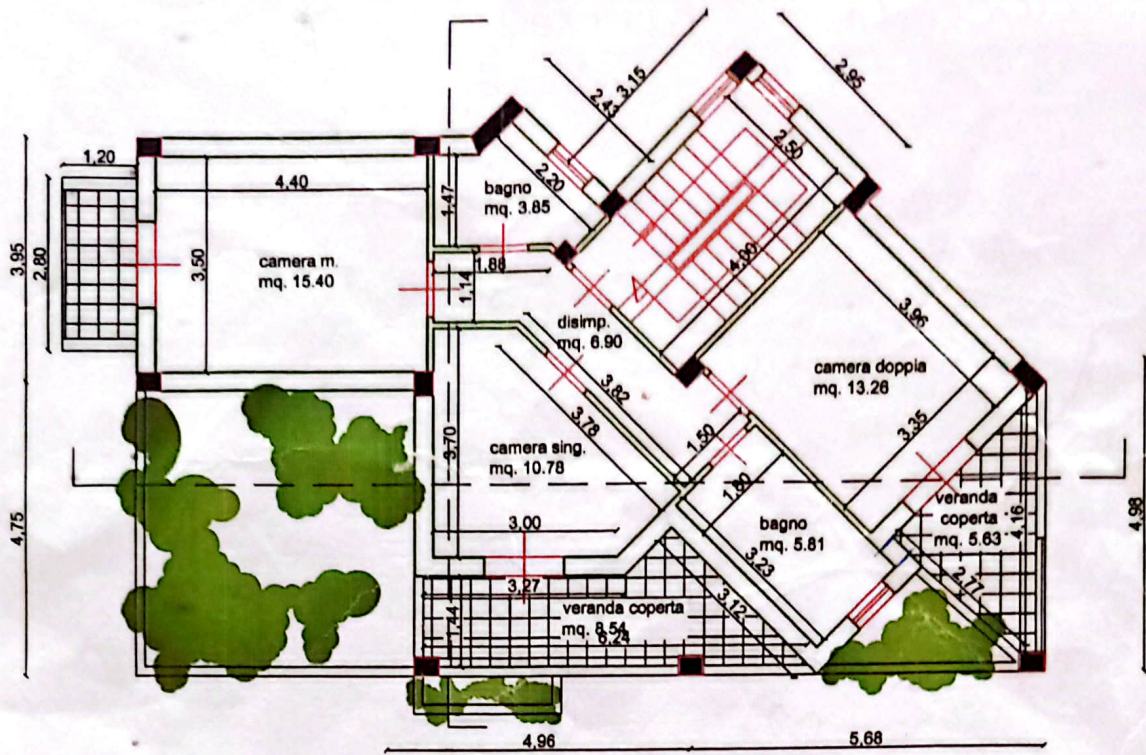 3,15
2,95
2,43
1,20
4,40
1,47
2,20
bagno
mq. 3.85
2,50
3,95
2,80
3,50
camera m.
mq. 15.40
1,88
1,14
4,00
3,96
disimp.
mq. 6.90
camera doppia
mq. 13.26
3,82
3,78
3,35
3,70
camera sing.
mq. 10.78
1,50
1,80
4,75
3,00
bagno
mq. 5.81
veranda
coperta
mq. 5.63
4,16
4,98
3,27
3,23
2,77
1,44
veranda coperta
mq. 8.54
8,24
3,12
4,96
5,68